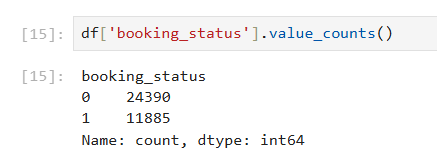 [15]: df['booking_status'].value_counts()
[15]: booking_status
0    24390
1    11885
Name: count, dtype: int64